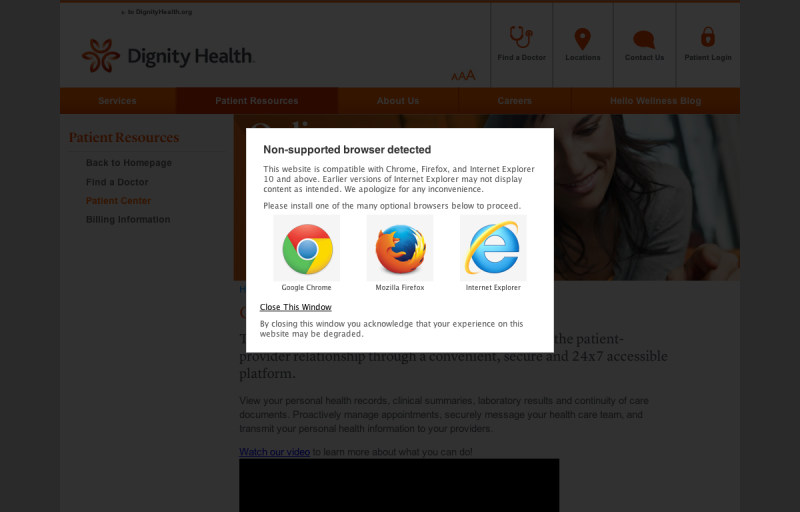 to DignityHealth.org
Dignity Health
AAA
Find a Doctor
Locations
Contact Us
Patient Login
Services
Patient Resources
About Us
Careers
Hello Wellness Blog
Patient Resources
Back to Homepage
Find a Doctor
Patient Center
Billing Information
Non-supported browser detected
This website is compatible with Chrome, Firefox, and Internet Explorer
10 and above. Earlier versions of Internet Explorer may not display
content as intended. We apologize for any inconvenience.
Please install one of the many optional browsers below to proceed.
Google Chrome
Mozilla Firefox
Internet Explorer
Close This Window
By closing this window you acknowledge that your experience on this
website may be degraded.
the patient-
provider relationship through a convenient, secure and 24x7 accessible
platform.
View your personal health records, clinical summaries, laboratory results and continuity of care
documents. Proactively manage appointments, securely message your health care team, and
transmit your personal health information to your providers.
Watch our video to learn more about what you can do!